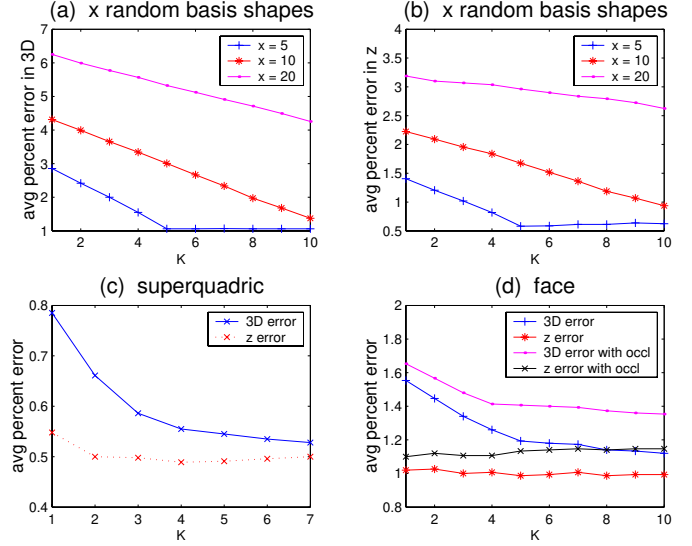 (a) x random basis shapes
avg percent error in 3D
7
6
5
4
3
2
1
x = 5
x = 10
x = 20
2
4
6
8
10
K
(b) x random basis shapes
avg percent error in z
4
3.5
3
2.5
2
1.5
1
0.5
x = 5
x = 10
x = 20
2
4
6
8
10
K
(c) superquadric
avg percent error
0.8
0.7
0.6
0.5
0.4
3D error
z error
1
2
3
4
5
6
7
K
(d) face
avg percent error
2
1.8
1.6
1.4
1.2
1
0.8
3D error
z error
3D error with occl
z error with occl
2
4
6
8
10
K